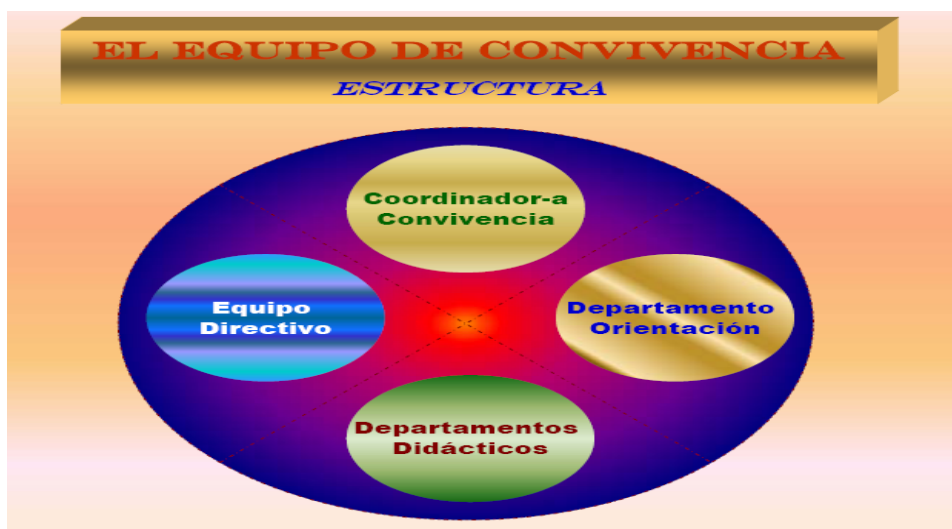 EL EQUIPO DE CONVIVENCIA
ESTRUCTURA
Coordinador-a
Convivencia
Equipo
Directivo
Departamento
Orientación
Departamentos
Didácticos